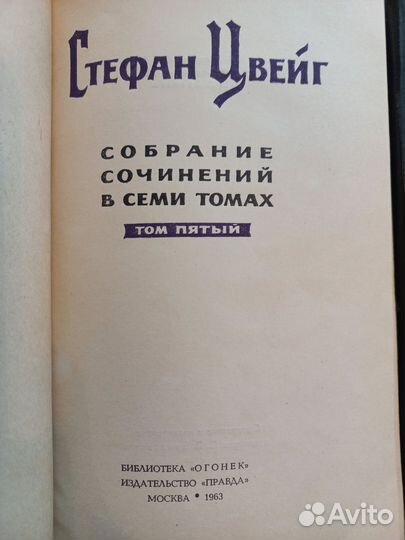 Стефан Цвейг
СОБРАНИЕ
СОЧИНЕНИЙ
В СЕМИ ТОМАХ
ТОМ ПЯТЫЙ
БИБЛИОТЕКА «ОГОНЕК»
ИЗДАТЕЛЬСТВО «ПРАВДА»
МОСКВА • 1963
Avito